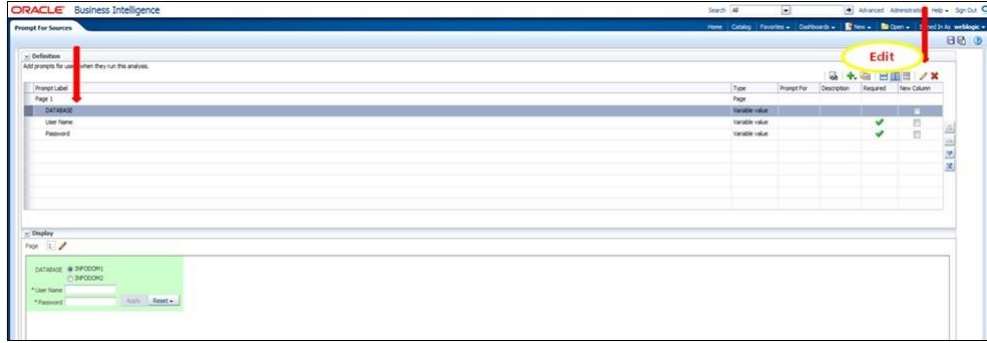 ORACLE Business Intelligence
Search All Advanced Administration Help Sign Out
Prompt For Sources
Home Catalog Favorites Dashboards New Open Signed In As weblogic
Definition
Edit
Add prompts for users when they run this analysis.
Prompt Label Type Prompt For Description Required New Column
Page 1 Page
DATABASE Variable value
User Name Variable value
Password Variable value
Display
Page 1
DATABASE INFODOM1
INFODOM2
*User Name
*Password Apply Reset